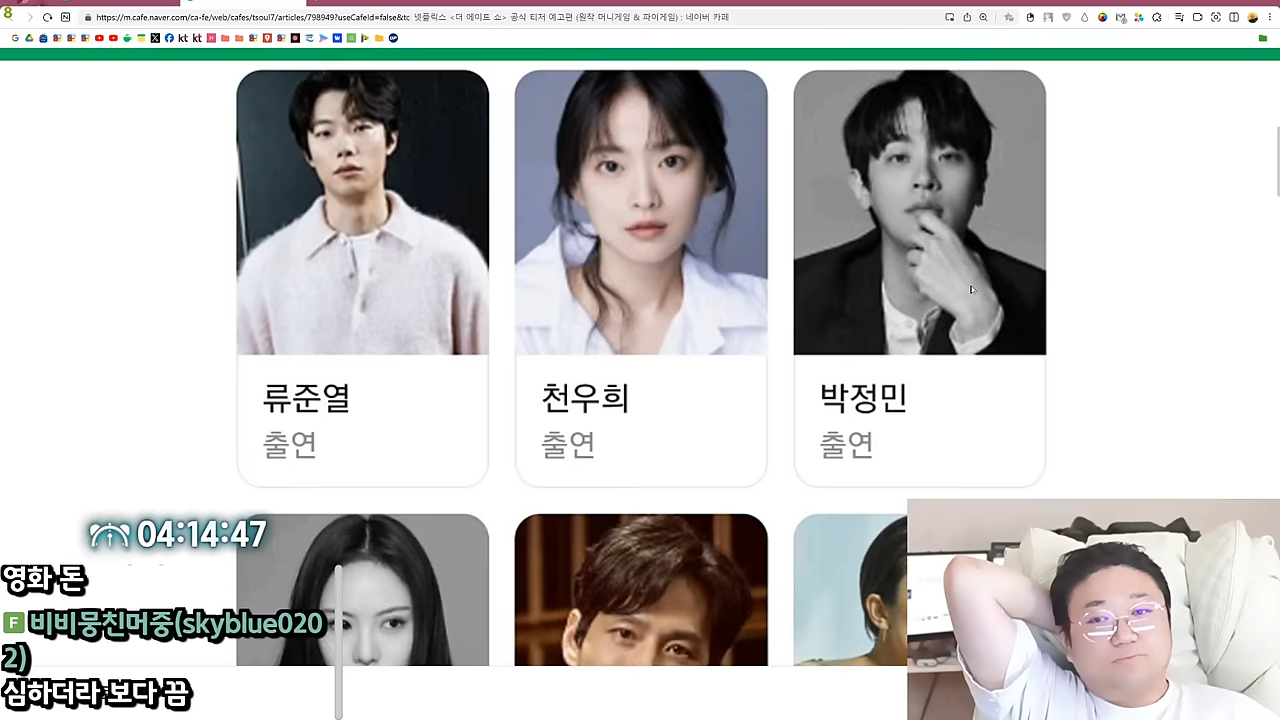 8
https://m.cafe.naver.com/ca-fe/web/cafes/tsoul7/articles/798949?useCafeId=false&tc 넷플릭스 <더 에이트 쇼> 공식 티저 예고편 (원작 머니게임 & 파이게임) : 네이버 카페
kt kt
류준열 천우희 박정민
출연 출연 출연
04:14:47
영화 돈
F 비비뭉친머중(skyblue020
2)
심하더라 보다 끔